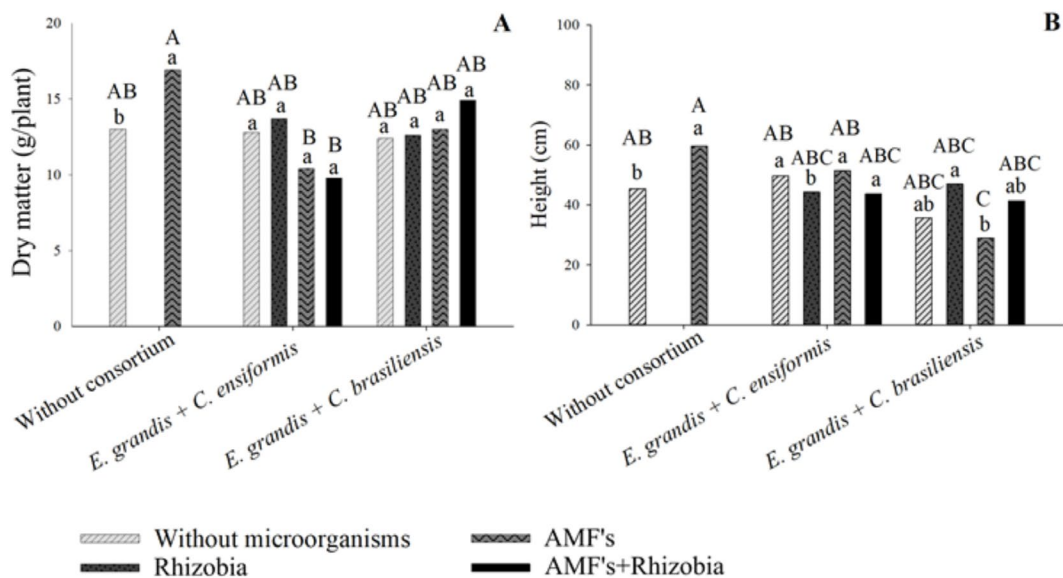 A
Dry matter (g/plant)
20
15
10
5
0
AB
b
A
a
AB
a
AB
a
B
a
B
a
AB
a
AB
a
AB
a
AB
a
Without consortium
E. grandis + C. ensiformis
E. grandis + C. brasiliensis
B
Height (cm)
100
80
60
40
20
0
AB
b
A
a
AB
a
ABC
b
AB
a
ABC
a
ABC
ab
ABC
a
C
b
ABC
ab
Without consortium
E. grandis + C. ensiformis
E. grandis + C. brasiliensis
Without microorganisms
Rhizobia
AMF's
AMF's+Rhizobia